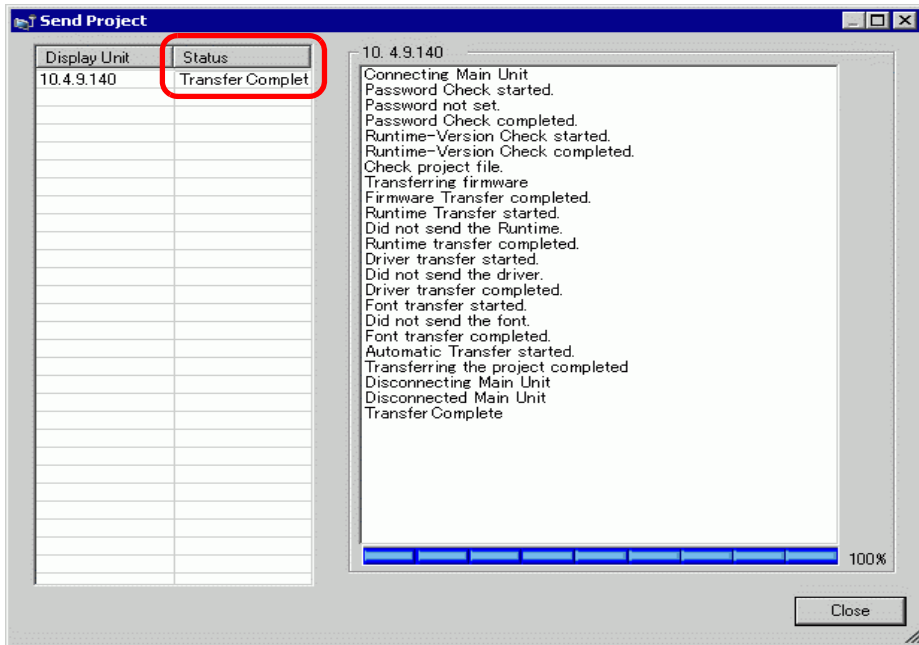 Send Project
Display Unit Status
10.4.9.140 Transfer Complet
10. 4.9.140
Connecting Main Unit
Password Check started.
Password not set.
Password Check completed.
Runtime-Version Check started.
Runtime-Version Check completed.
Check project file.
Transferring firmware
Firmware Transfer completed.
Runtime Transfer started.
Did not send the Runtime.
Runtime transfer completed.
Driver transfer started.
Did not send the driver.
Driver transfer completed.
Font transfer started.
Did not send the font.
Font transfer completed.
Automatic Transfer started.
Transferring the project completed
Disconnecting Main Unit
Disconnected Main Unit
Transfer Complete
100%
Close